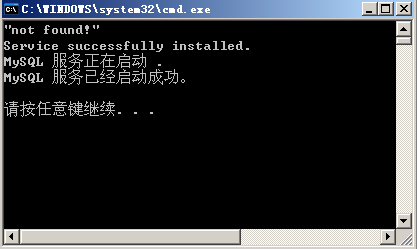 C:\WINDOWS\system32\cmd.exe
"not found!"
Service successfully installed.
MySQL 服务正在启动 .
MySQL 服务已经启动成功。
请按任意键继续. . .